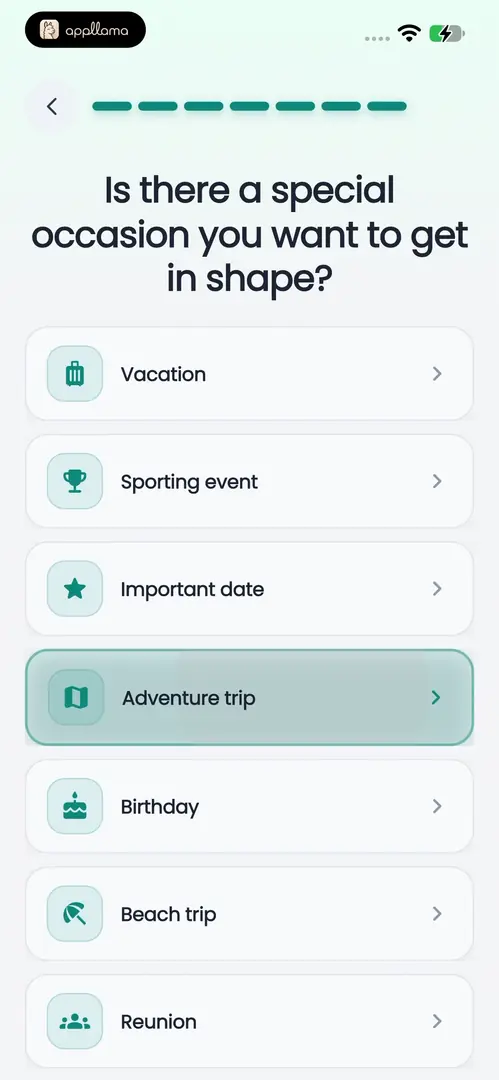 appllama
Is there a special
occasion you want to get
in shape?
Vacation
Sporting event
Important date
Adventure trip
Birthday
Beach trip
Reunion